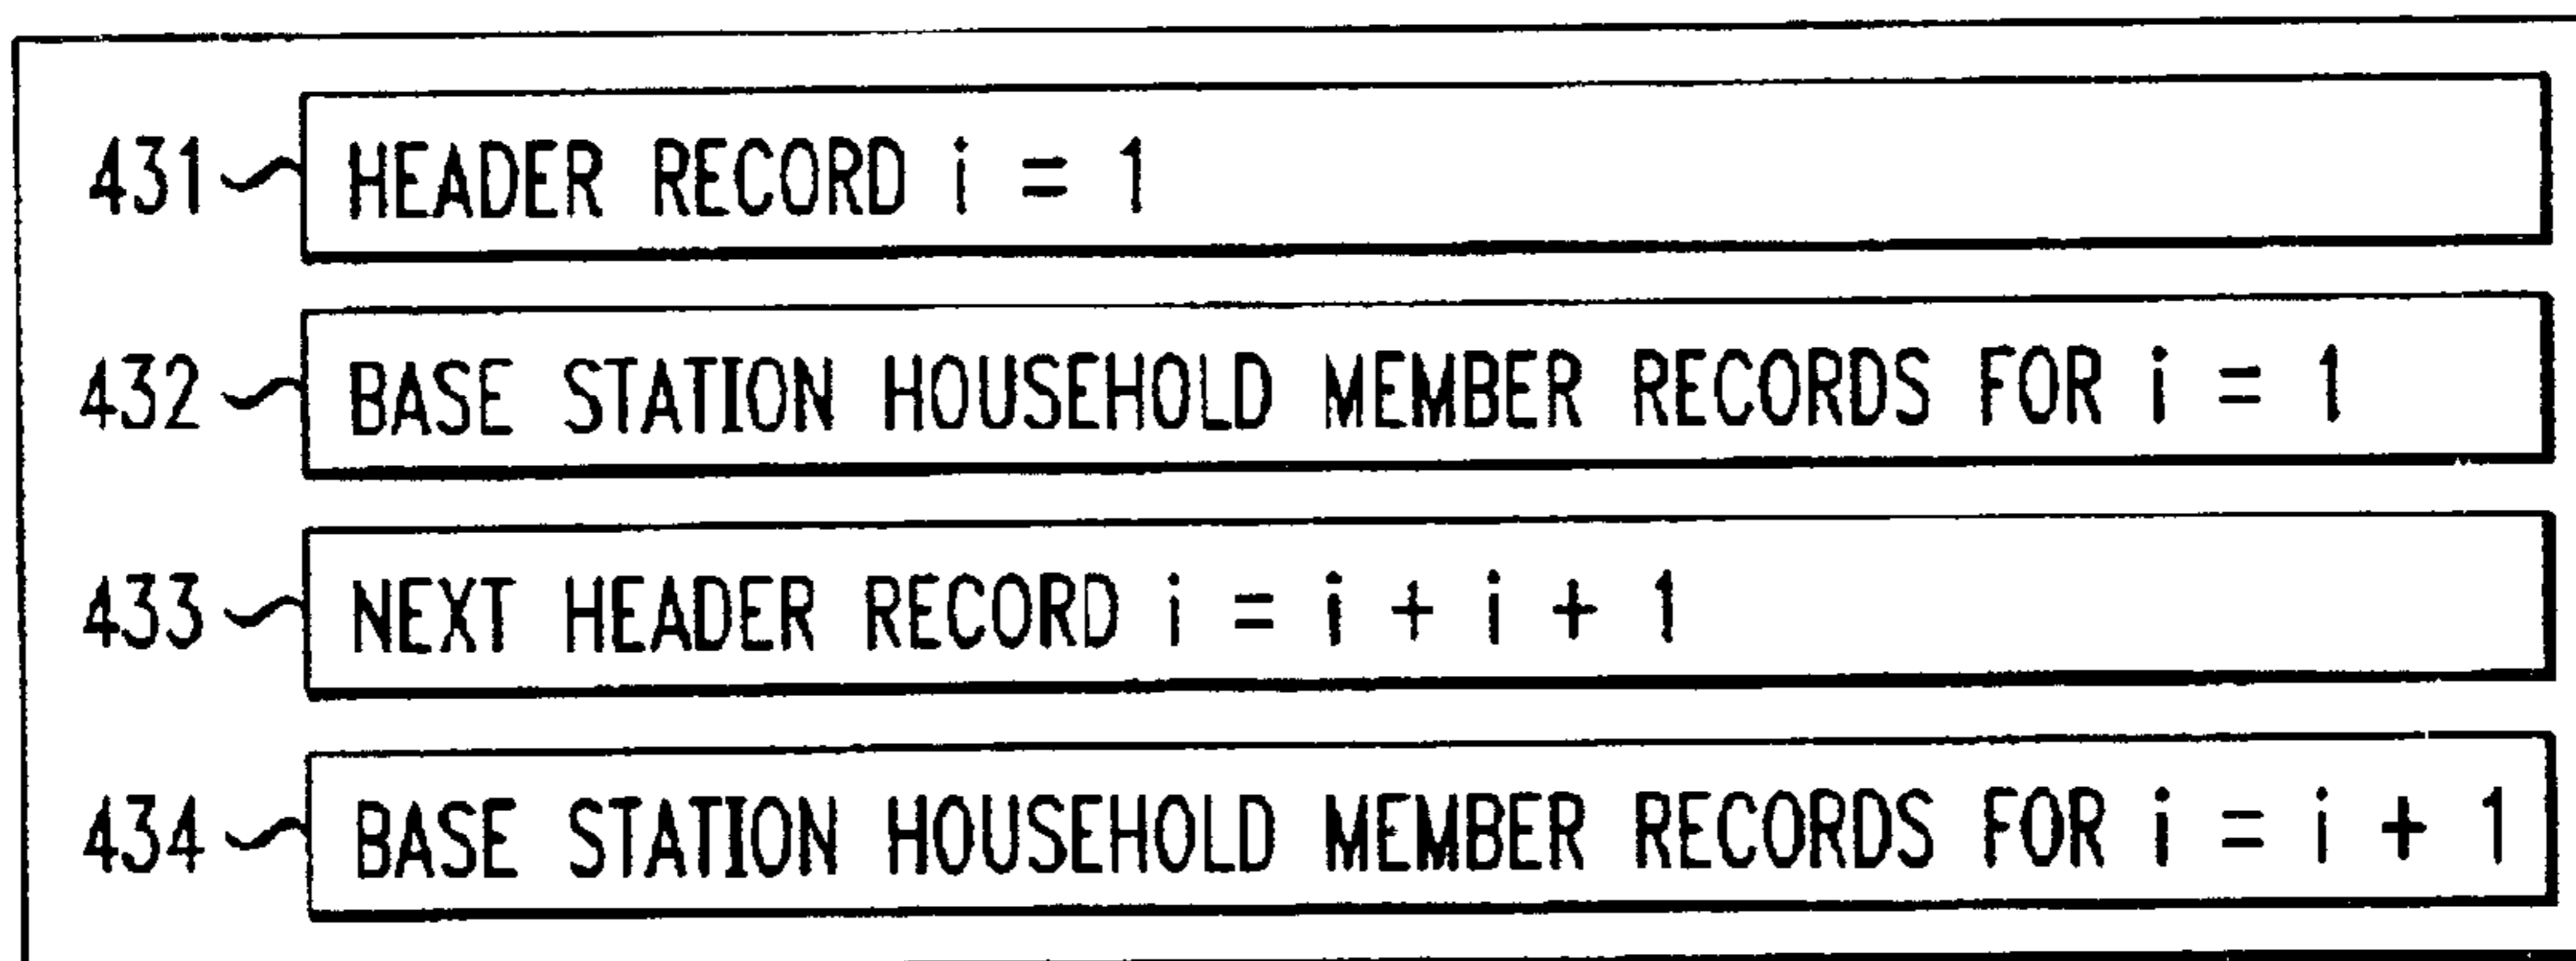 431 HEADER RECORD i = 1
432 BASE STATION HOUSEHOLD MEMBER RECORDS FOR i = 1
433 NEXT HEADER RECORD i = i + i + 1
434 BASE STATION HOUSEHOLD MEMBER RECORDS FOR i = i + 1